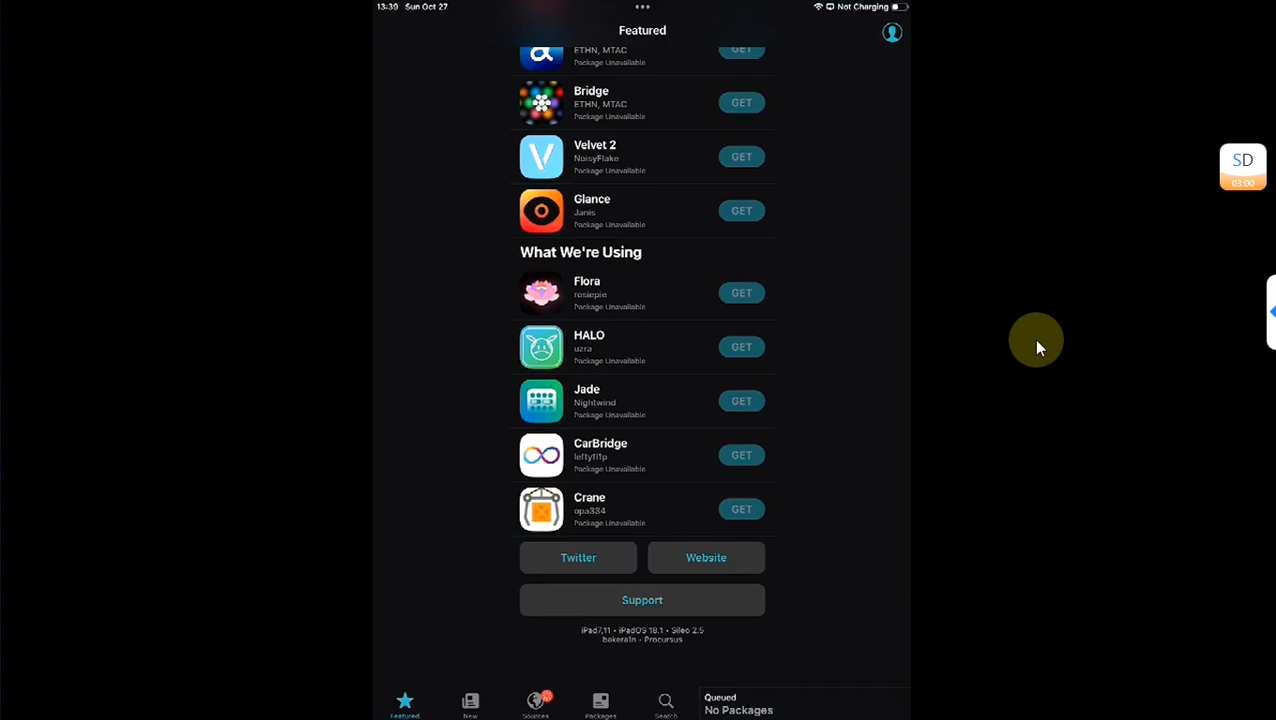 13:39 Sun Oct 27
Not Charging
Featured
ETHN, MTAC
Package Unavailable
GET
Bridge
ETHN, MTAC
Package Unavailable
GET
Velvet 2
NoisyFlake
Package Unavailable
GET
Glance
Janis
Package Unavailable
GET
What We're Using
Flora
rosiepie
Package Unavailable
GET
HALO
uzra
Package Unavailable
GET
Jade
Nightwind
Package Unavailable
GET
CarBridge
leftyfl1p
Package Unavailable
GET
Crane
opa334
Package Unavailable
GET
Twitter
Website
Support
iPad7,11 • iPadOS 18.1 • Sileo 2.5
bakera1n • Procursus
Featured
New
Sources
Packages
Search
Queued
No Packages
SD
03:00